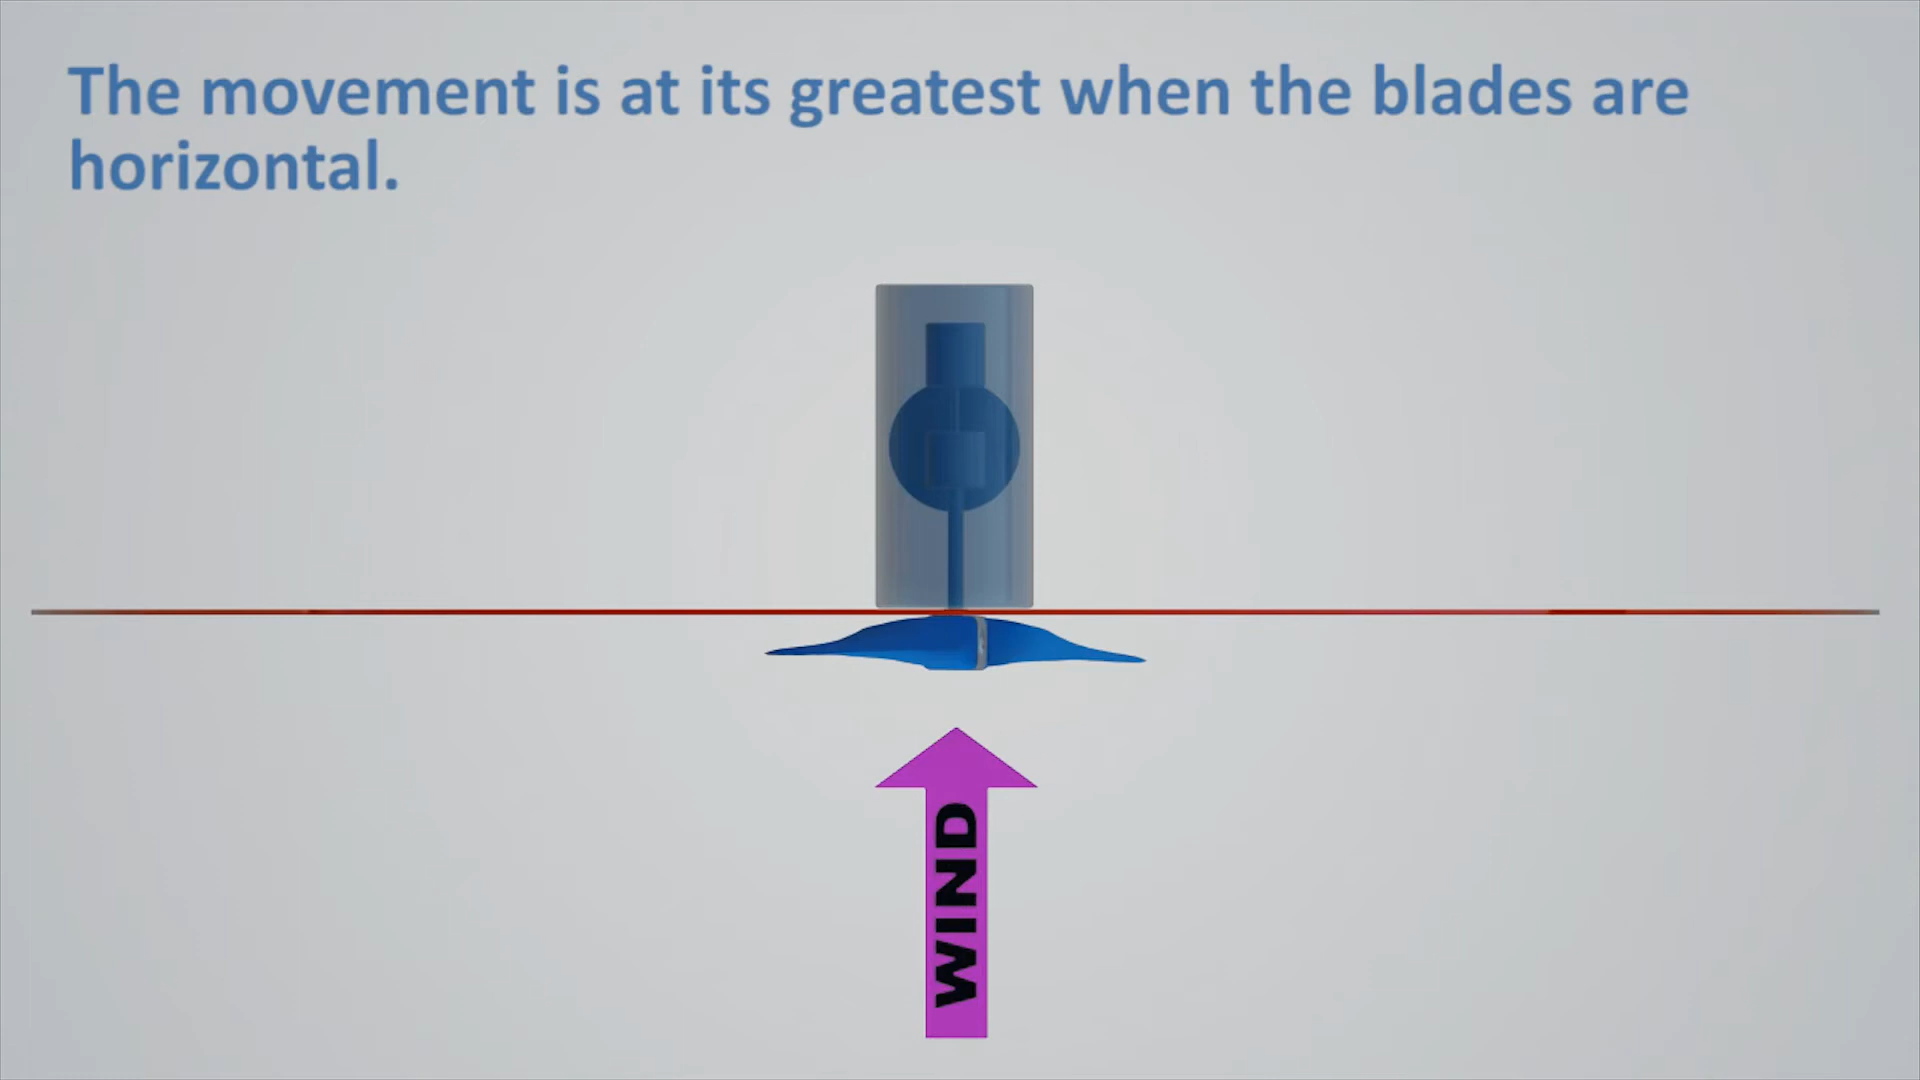 The movement is at its greatest when the blades are
horizontal.
WIND